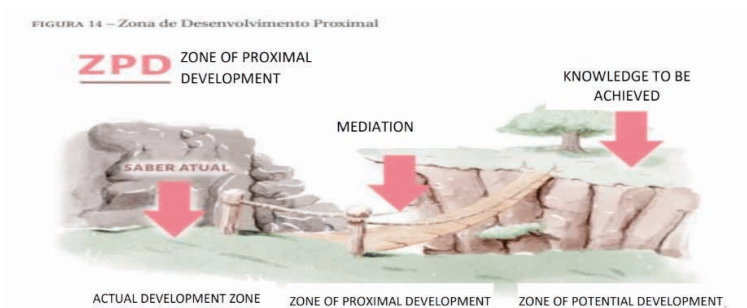 FIGURA 14 – Zona de Desenvolvimento Proximal
ZPD
ZONE OF PROXIMAL
DEVELOPMENT
KNOWLEDGE TO BE
ACHIEVED
MEDIATION
SABER ATUAL
ACTUAL DEVELOPMENT ZONE
ZONE OF PROXIMAL DEVELOPMENT
ZONE OF POTENTIAL DEVELOPMENT